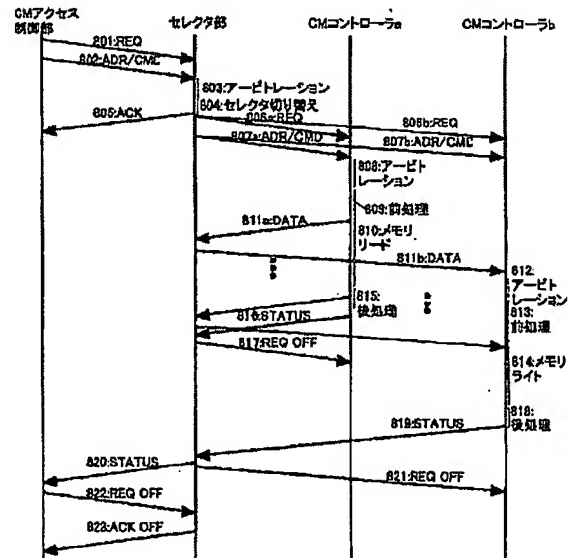 CMアクセス
制御部
セレクタ部
CMコントローラa
CMコントローラb
801:REQ
802:ADR/CMD
803:アービトレーション
804:セレクタ切り替え
805:ACK
806a:REQ
806b:REQ
807a:ADR/CMD
807b:ADR/CMD
808:アービト
レーション
809:前処理
811a:DATA
810:メモリ
リード
811b:DATA
812:
アービト
レーション
813:
前処理
815:
後処理
816:STATUS
817:REQ OFF
814:メモリ
ライト
818:
後処理
819:STATUS
820:STATUS
821:REQ OFF
822:REQ OFF
823:ACK OFF